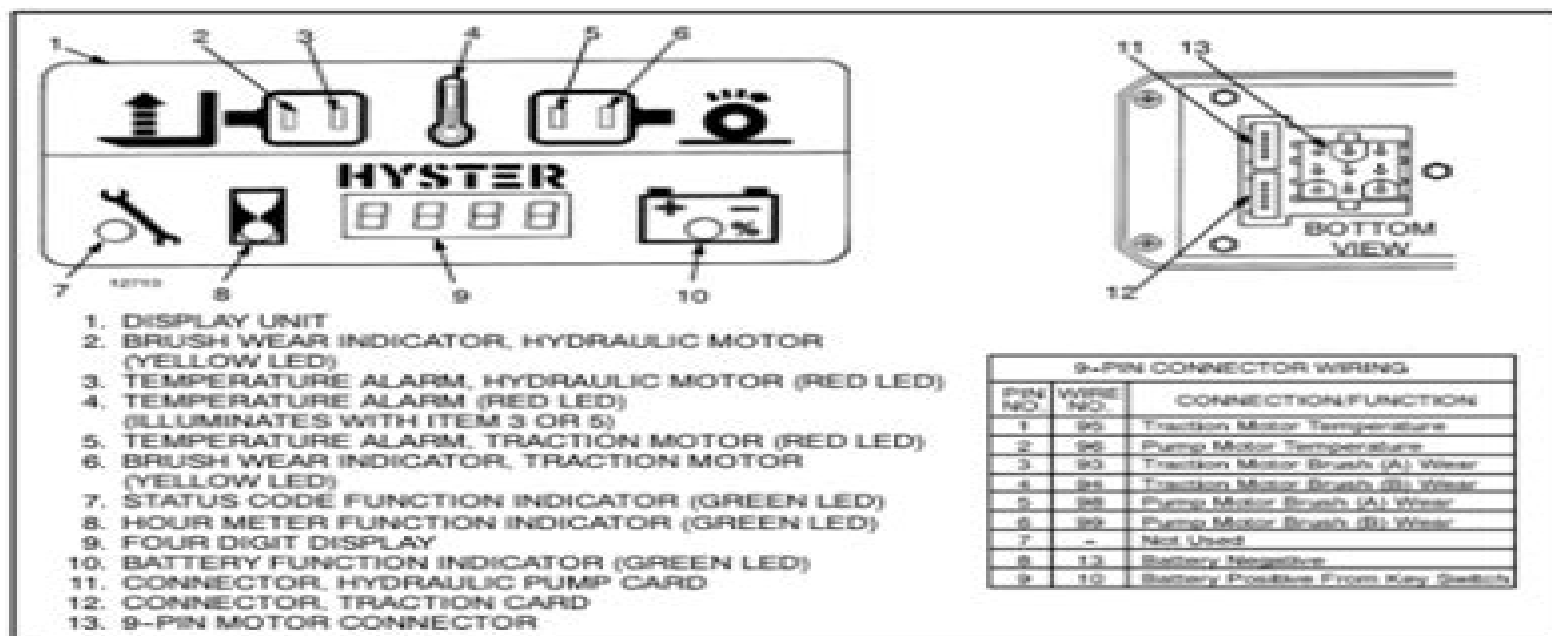 1 2 3 4 5 6
HYSTER
+ − %
7 12713 8 9 10
11 13
BOTTOM
VIEW
12
1. DISPLAY UNIT
2. BRUSH WEAR INDICATOR, HYDRAULIC MOTOR
(YELLOW LED)
3. TEMPERATURE ALARM, HYDRAULIC MOTOR (RED LED)
4. TEMPERATURE ALARM (RED LED)
(ILLUMINATES WITH ITEM 3 OR 5)
5. TEMPERATURE ALARM, TRACTION MOTOR (RED LED)
6. BRUSH WEAR INDICATOR, TRACTION MOTOR
(YELLOW LED)
7. STATUS CODE FUNCTION INDICATOR (GREEN LED)
8. HOUR METER FUNCTION INDICATOR (GREEN LED)
9. FOUR DIGIT DISPLAY
10. BATTERY FUNCTION INDICATOR (GREEN LED)
11. CONNECTOR, HYDRAULIC PUMP CARD
12. CONNECTOR, TRACTION CARD
13. 9-PIN MOTOR CONNECTOR
9-PIN CONNECTOR WIRING
PIN NO. WIRE NO. CONNECTION/FUNCTION
1 95 Traction Motor Temperature
2 96 Pump Motor Temperature
3 93 Traction Motor Brush (A) Wear
4 94 Traction Motor Brush (B) Wear
5 98 Pump Motor Brush (A) Wear
6 99 Pump Motor Brush (B) Wear
7 - Not Used
8 13 Battery Negative
9 10 Battery Positive From Key Switch